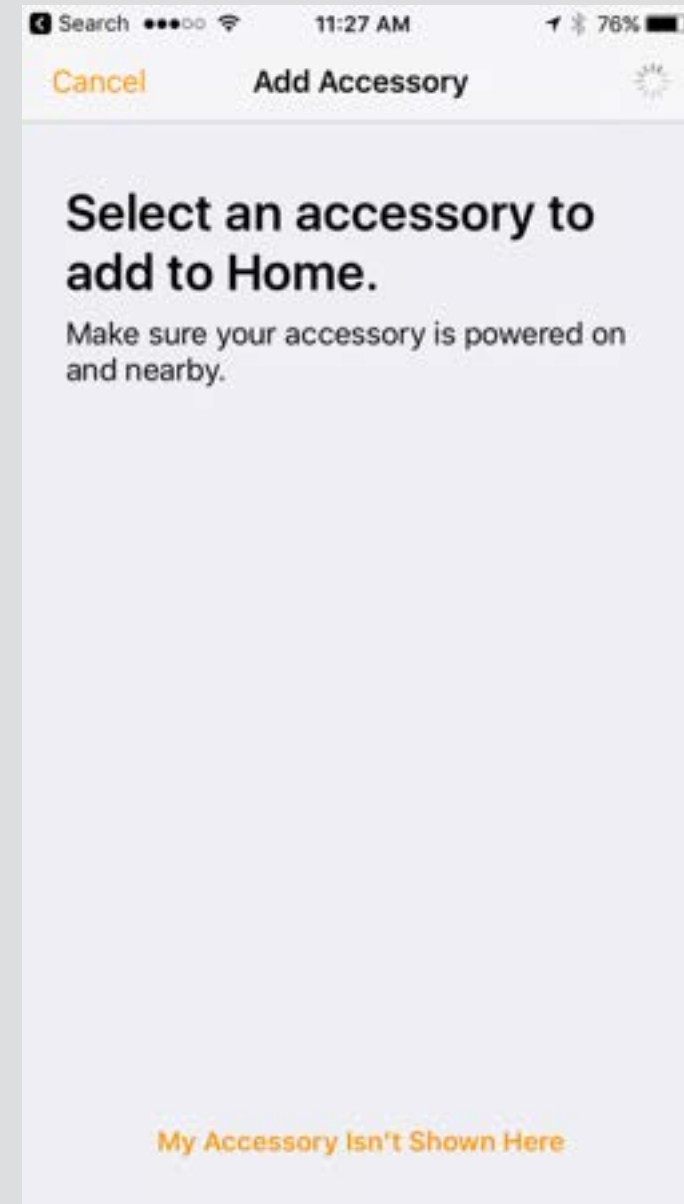 Search 11:27 AM 76%
Cancel Add Accessory
Select an accessory to
add to Home.
Make sure your accessory is powered on
and nearby.
My Accessory Isn't Shown Here